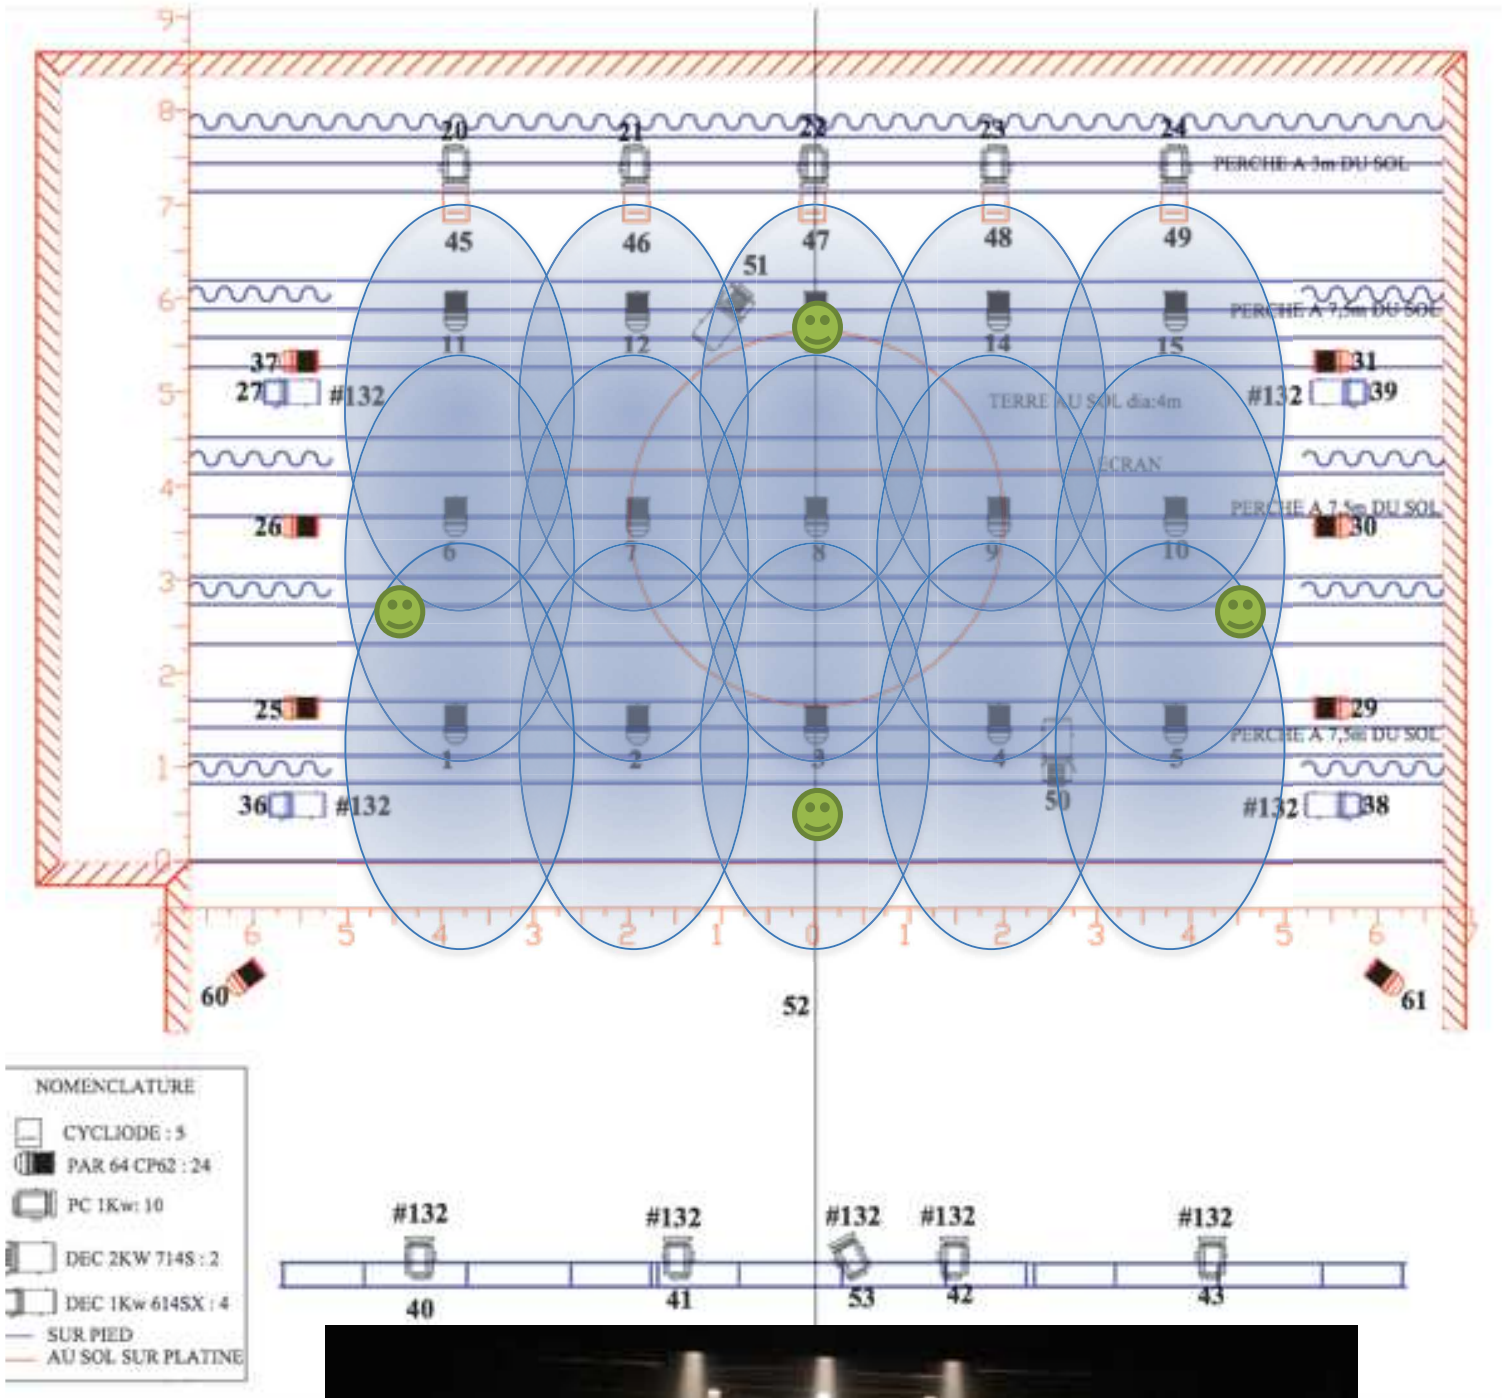 9
8
20 21 22 23 24
PERCHE A 3m DU SOL
7
45 46 47 48 49
51
6
PERCHE A 7,5m DU SOL
11 12 14 15
37 31
27 #132 #132 39
5
TERRE AU SOL dia:4m
ECRAN
4
PERCHE A 7,5m DU SOL
26 30
6 7 8 9 10
3
2
25 29
PERCHE A 7,5m DU SOL
1 2 3 4 5
1
50
36 #132 #132 38
0
7 6 5 4 3 2 1 0 1 2 3 4 5 6 7
60 61
52
NOMENCLATURE
CYCLIODE : 5
PAR 64 CP62 : 24
PC 1Kw: 10
DEC 2KW 714S : 2
DEC 1Kw 614SX : 4
SUR PIED
AU SOL SUR PLATINE
#132 #132 #132 #132 #132
40 41 53 42 43